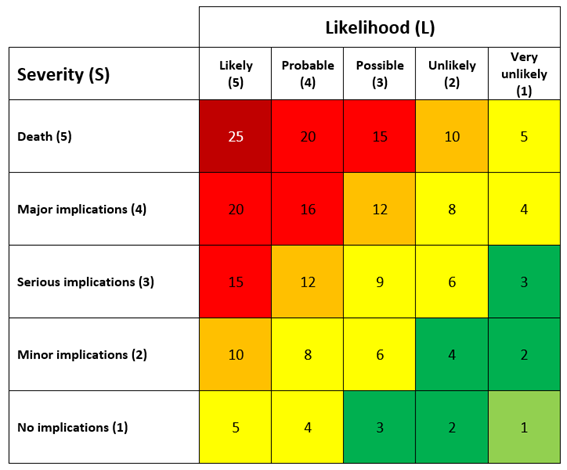 Likelihood (L)
Severity (S)
Likely
(5)
Probable
(4)
Possible
(3)
Unlikely
(2)
Very
unlikely
(1)
Death (5)
25
20
15
10
5
Major implications (4)
20
16
12
8
4
Serious implications (3)
15
12
9
6
3
Minor implications (2)
10
8
6
4
2
No implications (1)
5
4
3
2
1